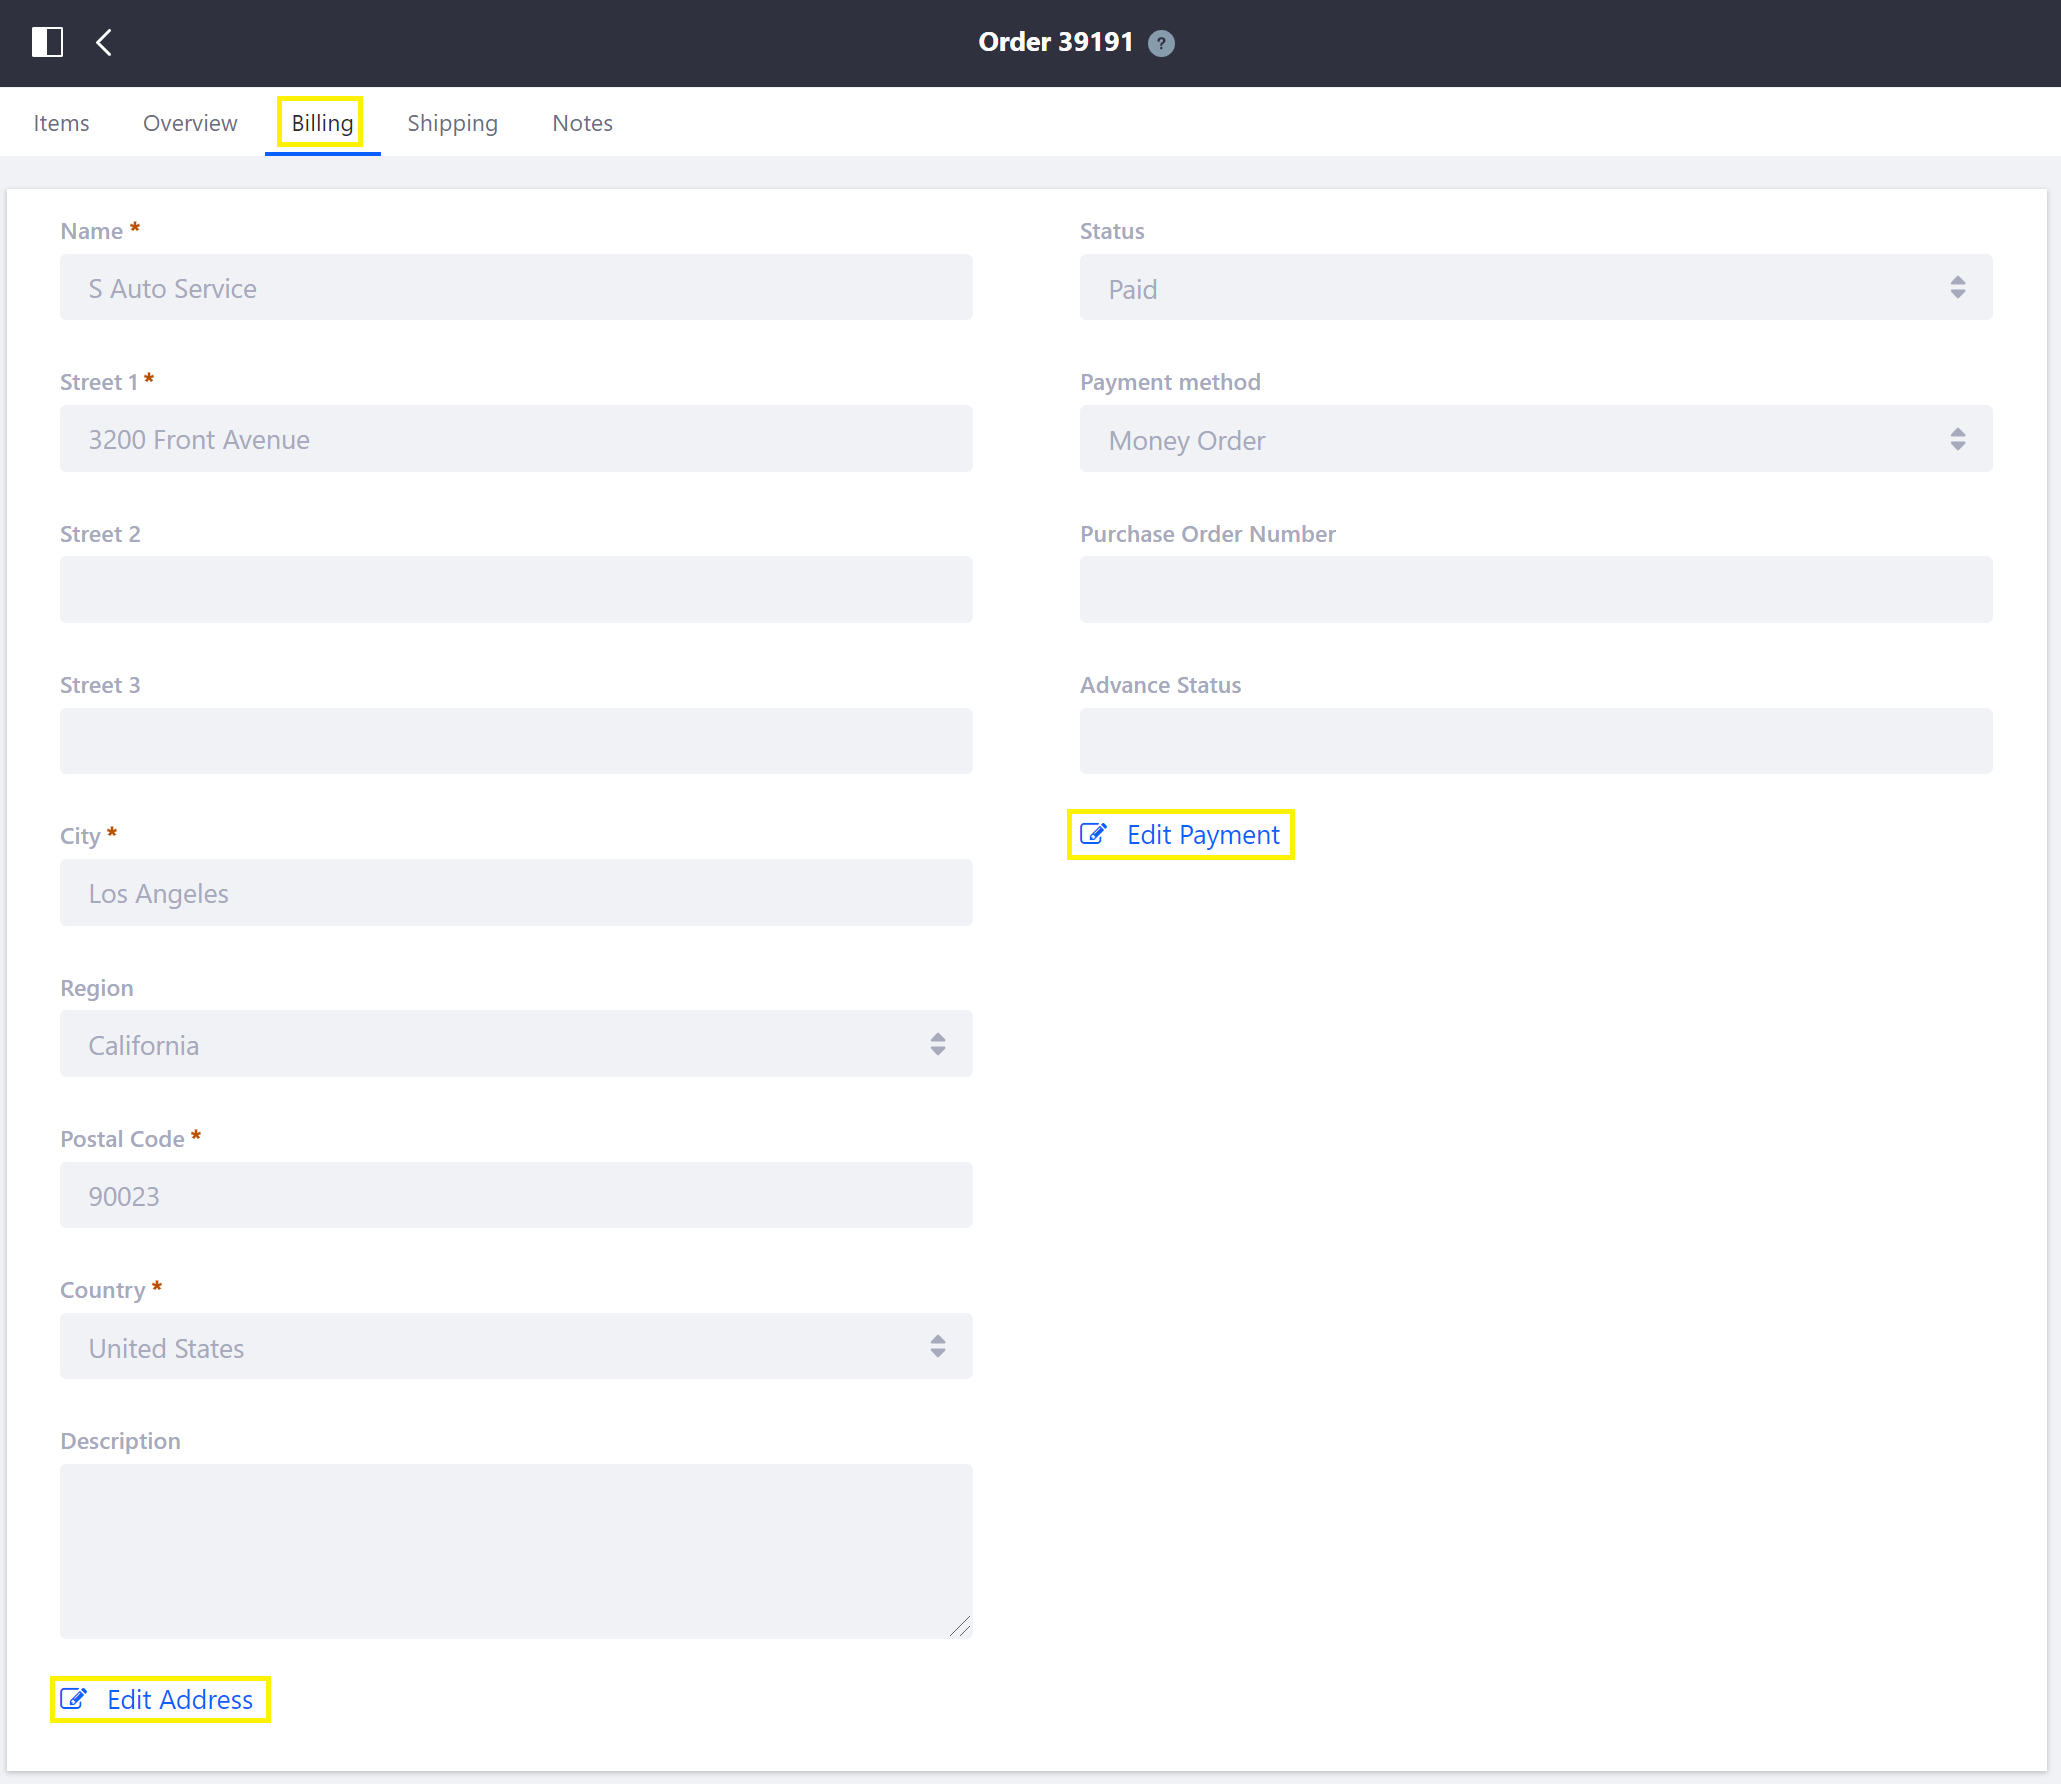 Order 39191 ?
Items Overview Billing Shipping Notes
Name *
S Auto Service
Street 1 *
3200 Front Avenue
Street 2
Street 3
City *
Los Angeles
Region
California
Postal Code *
90023
Country *
United States
Description
Edit Address
Status
Paid
Payment method
Money Order
Purchase Order Number
Advance Status
Edit Payment